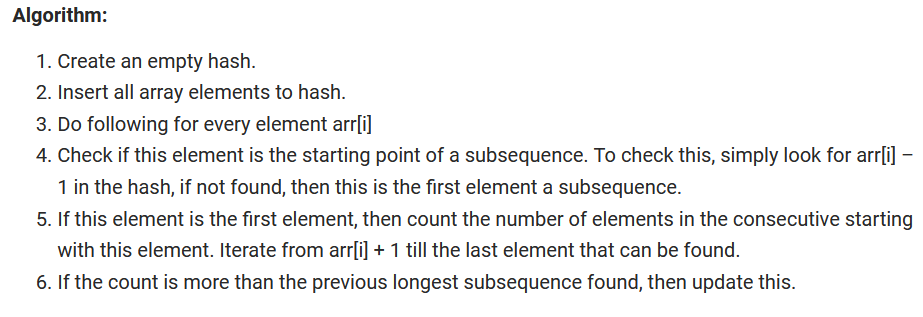 Algorithm:
1. Create an empty hash.
2. Insert all array elements to hash.
3. Do following for every element arr[i]
4. Check if this element is the starting point of a subsequence. To check this, simply look for arr[i] –
1 in the hash, if not found, then this is the first element a subsequence.
5. If this element is the first element, then count the number of elements in the consecutive starting
with this element. Iterate from arr[i] + 1 till the last element that can be found.
6. If the count is more than the previous longest subsequence found, then update this.